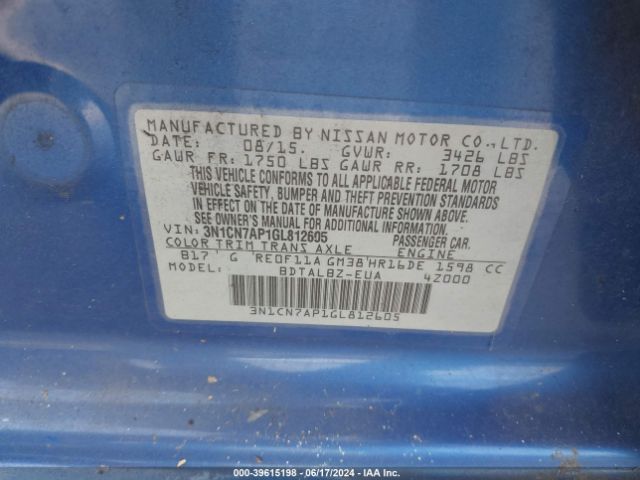 MANUFACTURED BY NISSAN MOTOR CO.,LTD.
DATE: 08/15. GVWR: 3426 LBS
GAWR FR: 1750 LBS GAWR RR: 1708 LBS
THIS VEHICLE CONFORMS TO ALL APPLICABLE FEDERAL MOTOR
VEHICLE SAFETY, BUMPER AND THEFT PREVENTION STANDARDS
IN EFFECT ON THE DATE OF MANUFACTURE SHOWN ABOVE.
SEE OWNER'S MANUAL FOR ADDITIONAL INFORMATION.
VIN: 3N1CN7AP1GL812605 PASSENGER CAR.
COLOR TRIM TRANS AXLE ENGINE
B17 G RE0F11A GM38 HR16DE 1598 CC
MODEL: BDTALBZ-EUA 4Z000
3N1CN7AP1GL812605
000-39615198 - 06/17/2024 - IAA Inc.